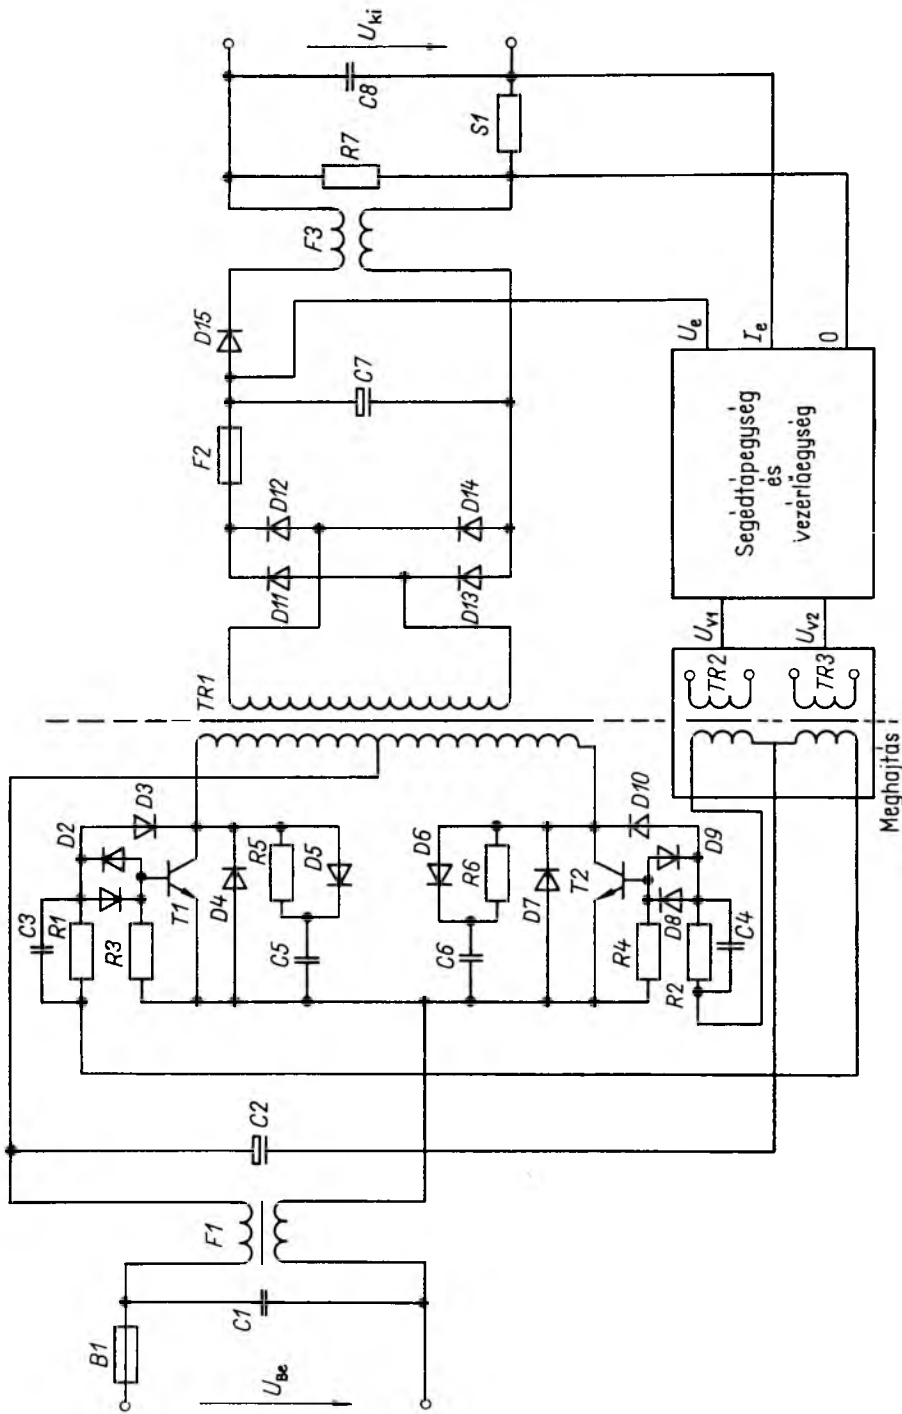 B1
U_Be
C1
F1
C2
C3
R1
D2
D3
R3
T1
D4
R5
D5
C5
D6
R6
C6
D7
T2
D10
R4
D8
D9
R2
C4
TR1
D11
D12
D13
D14
F2
C7
D15
F3
R7
C8
S1
U_ki
Meghajtás
TR2
TR3
U_v1
U_v2
Segédtápegység
és
vezérlőegység
U_e
I_e
0